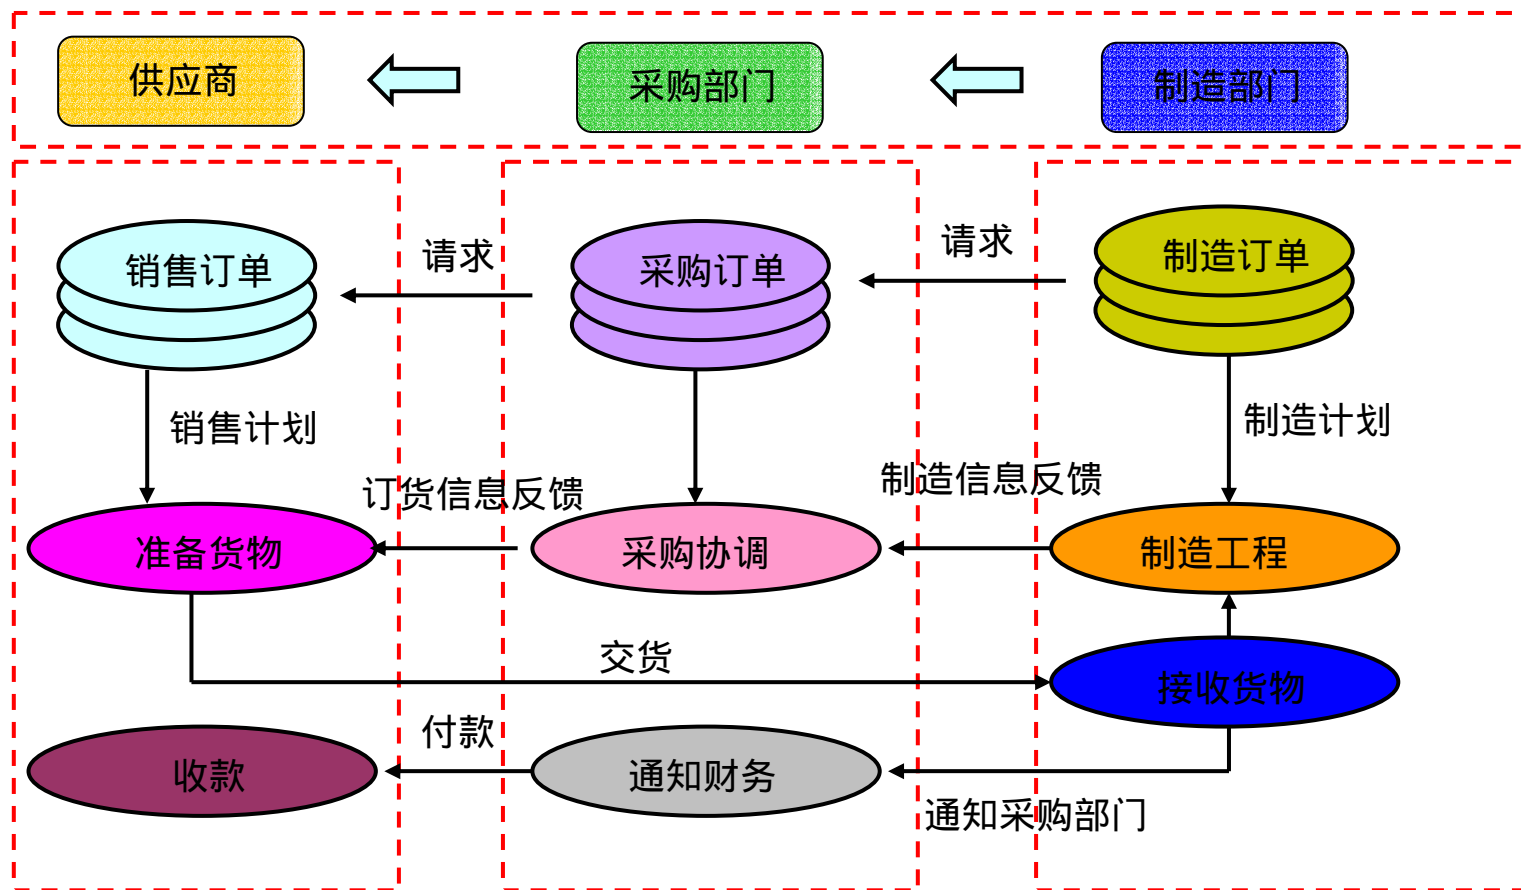 供应商
采购部门
制造部门
销售订单
请求
采购订单
请求
制造订单
销售计划
制造计划
订货信息反馈
制造信息反馈
准备货物
采购协调
制造工程
交货
接收货物
付款
收款
通知财务
通知采购部门